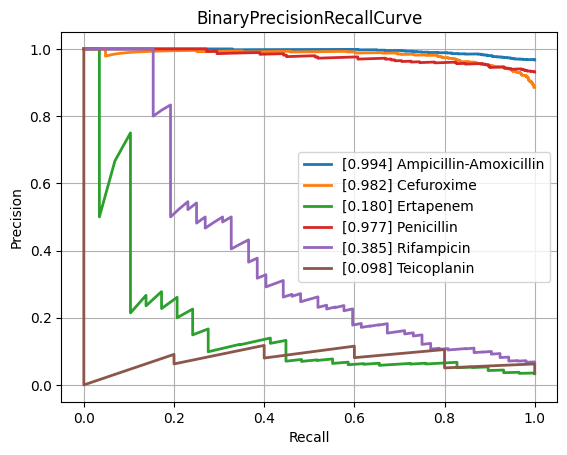 BinaryPrecisionRecallCurve
1.0
0.8
0.6
0.4
0.2
0.0
Precision
[0.994] Ampicillin-Amoxicillin
[0.982] Cefuroxime
[0.180] Ertapenem
[0.977] Penicillin
[0.385] Rifampicin
[0.098] Teicoplanin
0.0 0.2 0.4 0.6 0.8 1.0
Recall